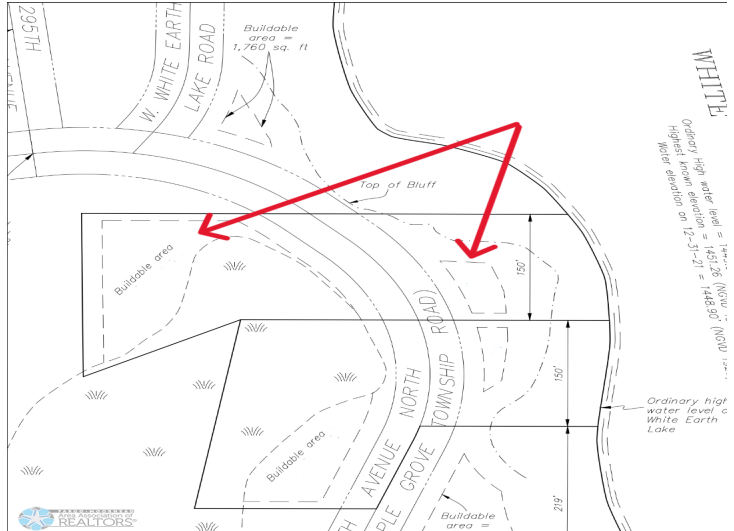 295TH
W. WHITE EARTH
LAKE ROAD
Buildable
area =
1,760 sq. ft
WHITE
Ordinary High water level =
Highest known elevation = 1451.26 (NGVD
Water elevation on 12-31-21 = 1448.90' (NGVD
Top of Bluff
Buildable area
150'
NORTH
TOWNSHIP ROAD)
150'
Ordinary high
water level o
White Earth
Lake
Buildable area
AVENUE
PLE GROVE
219'
Buildable
area =
FARGO-MOORHEAD
Area Association of
REALTORS®